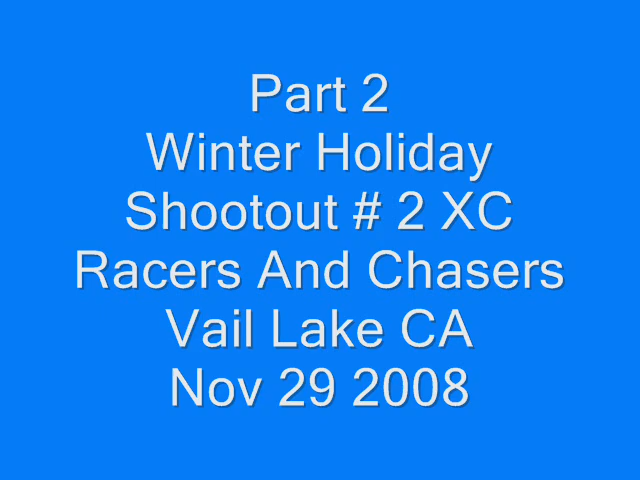 Part 2
Winter Holiday
Shootout # 2 XC
Racers And Chasers
Vail Lake CA
Nov 29 2008